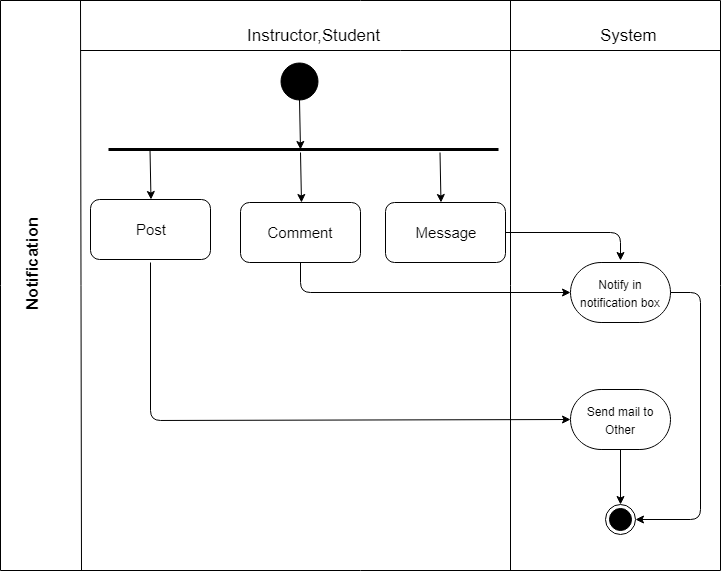 Instructor,Student
System
Notification
Post
Comment
Message
Notify in
notification box
Send mail to
Other